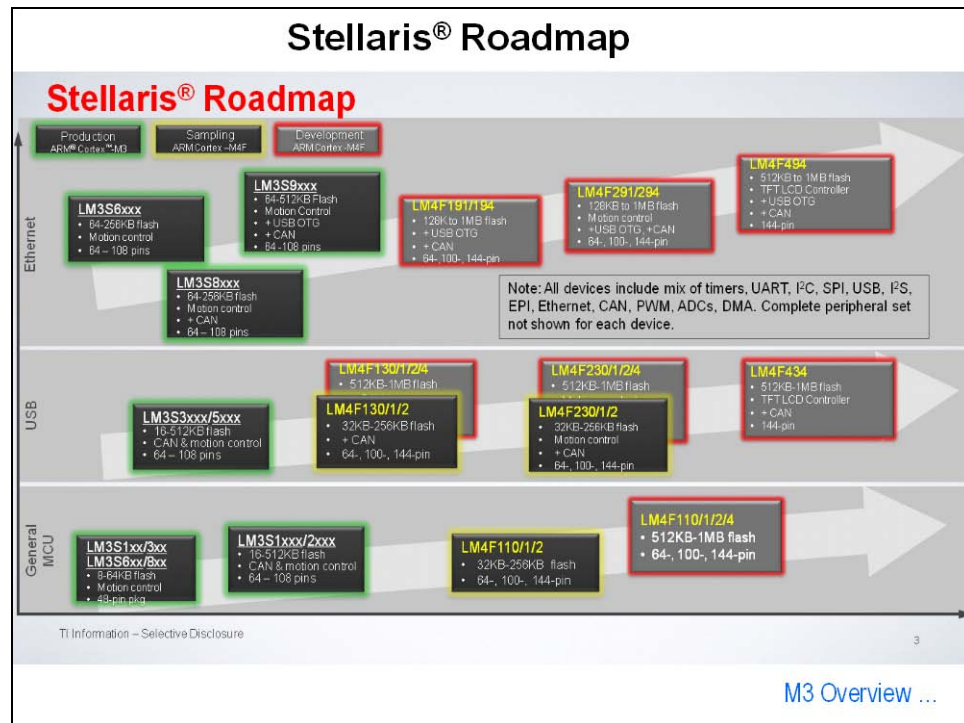 Stellaris® Roadmap
Stellaris® Roadmap
Production
ARM® Cortex™-M3
Sampling
ARM Cortex -M4F
Development
ARM Cortex -M4F
Ethernet
LM3S6xxx
• 64-256KB flash
• Motion control
• 64 – 108 pins
LM3S9xxx
• 64-512KB Flash
• Motion Control
• + USB OTG
• + CAN
• 64-108 pins
LM3S8xxx
• 64-256KB flash
• Motion control
• + CAN
• 64 – 108 pins
LM4F191/194
• 128K to 1MB flash
• + USB OTG
• + CAN
• 64-,100-, 144-pin
LM4F291/294
• 128KB to 1MB flash
• Motion control
• +USB OTG, +CAN
• 64-, 100-, 144-pin
LM4F494
• 512KB to 1MB flash
• TFT LCD Controller
• + USB OTG
• + CAN
• 144-pin
Note: All devices include mix of timers, UART, I²C, SPI, USB, I²S,
EPI, Ethernet, CAN, PWM, ADCs, DMA. Complete peripheral set
not shown for each device.
USB
LM3S3xxx/5xxx
• 16-512KB flash
• CAN & motion control
• 64 – 108 pins
LM4F130/1/2/4
• 512KB-1MB flash
LM4F130/1/2
• 32KB-256KB flash
• + CAN
• 64-, 100-, 144-pin
LM4F230/1/2/4
• 512KB-1MB flash
LM4F230/1/2
• 32KB-256KB flash
• Motion control
• + CAN
• 64-, 100-, 144-pin
LM4F434
• 512KB-1MB flash
• TFT LCD Controller
• + CAN
• 144-pin
General
MCU
LM3S1xx/3xx
LM3S6xx/8xx
• 8-64KB flash
• Motion control
• 48-pin pkg
LM3S1xxx/2xxx
• 16-512KB flash
• CAN & motion control
• 64 – 108 pins
LM4F110/1/2
• 32KB-256KB flash
• 64-, 100-, 144-pin
LM4F110/1/2/4
• 512KB-1MB flash
• 64-, 100-, 144-pin
TI Information – Selective Disclosure
3
M3 Overview ...